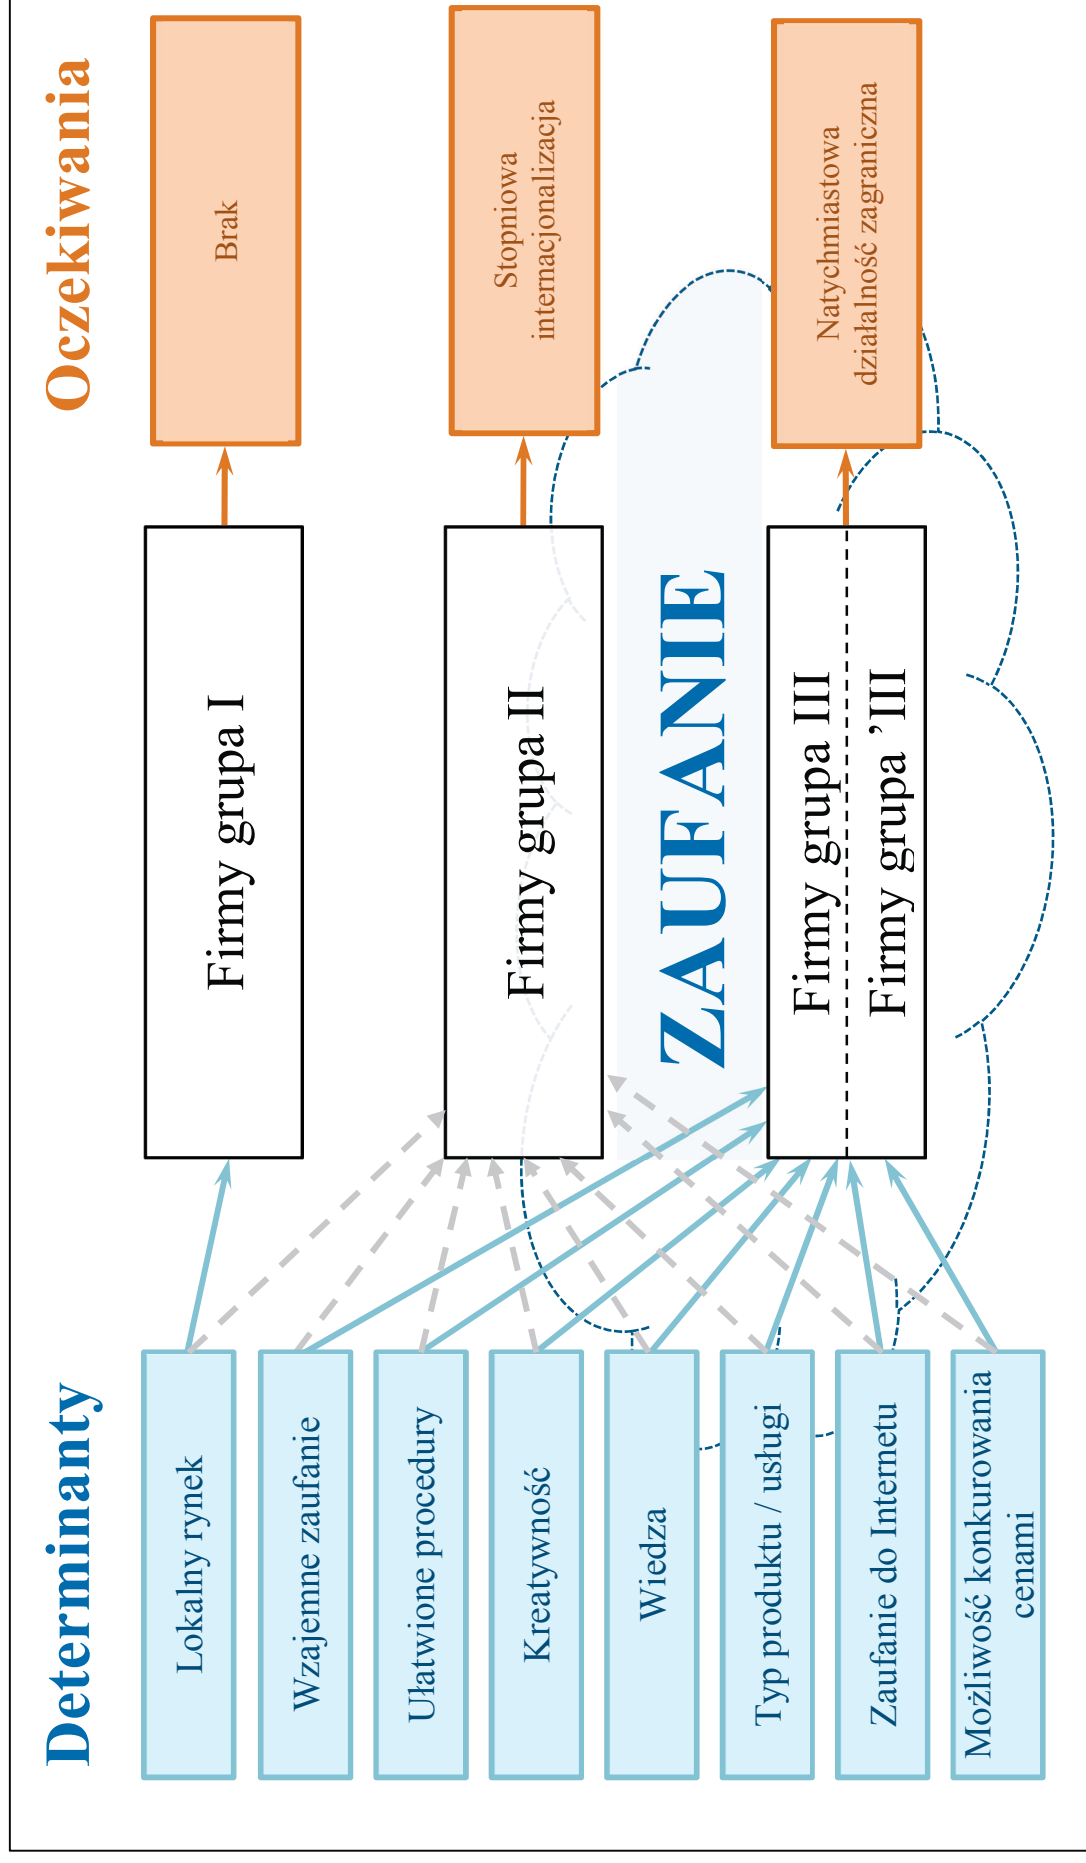 Determinanty
Oczekiwania
Lokalny rynek
Wzajemne zaufanie
Ułatwione procedury
Kreatywność
Wiedza
Typ produktu / usługi
Zaufanie do Internetu
Możliwość konkurowania
cenami
Firmy grupa I
Firmy grupa II
ZAUFANIE
Firmy grupa III
Firmy grupa ’III
Brak
Stopniowa
internacjonalizacja
Natychmiastowa
działalność zagraniczna